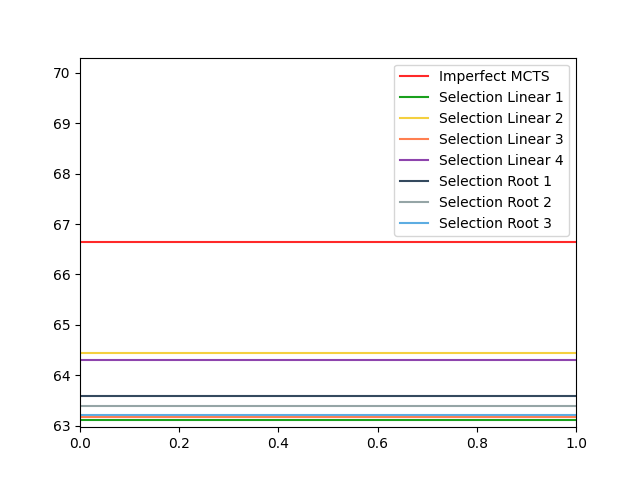 70
69
68
67
66
65
64
63
0.0 0.2 0.4 0.6 0.8 1.0
Imperfect MCTS
Selection Linear 1
Selection Linear 2
Selection Linear 3
Selection Linear 4
Selection Root 1
Selection Root 2
Selection Root 3